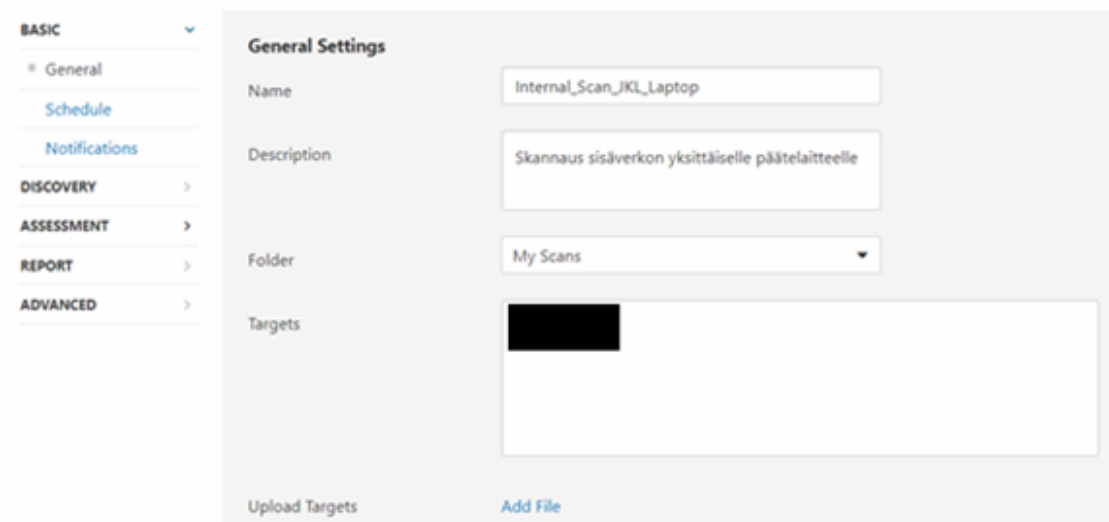 BASIC
General
Schedule
Notifications
DISCOVERY
ASSESSMENT
REPORT
ADVANCED
General Settings
Name
Internal_Scan_JKL_Laptop
Description
Skannaus sisäverkon yksittäiselle päätelaitteelle
Folder
My Scans
Targets
Upload Targets
Add File